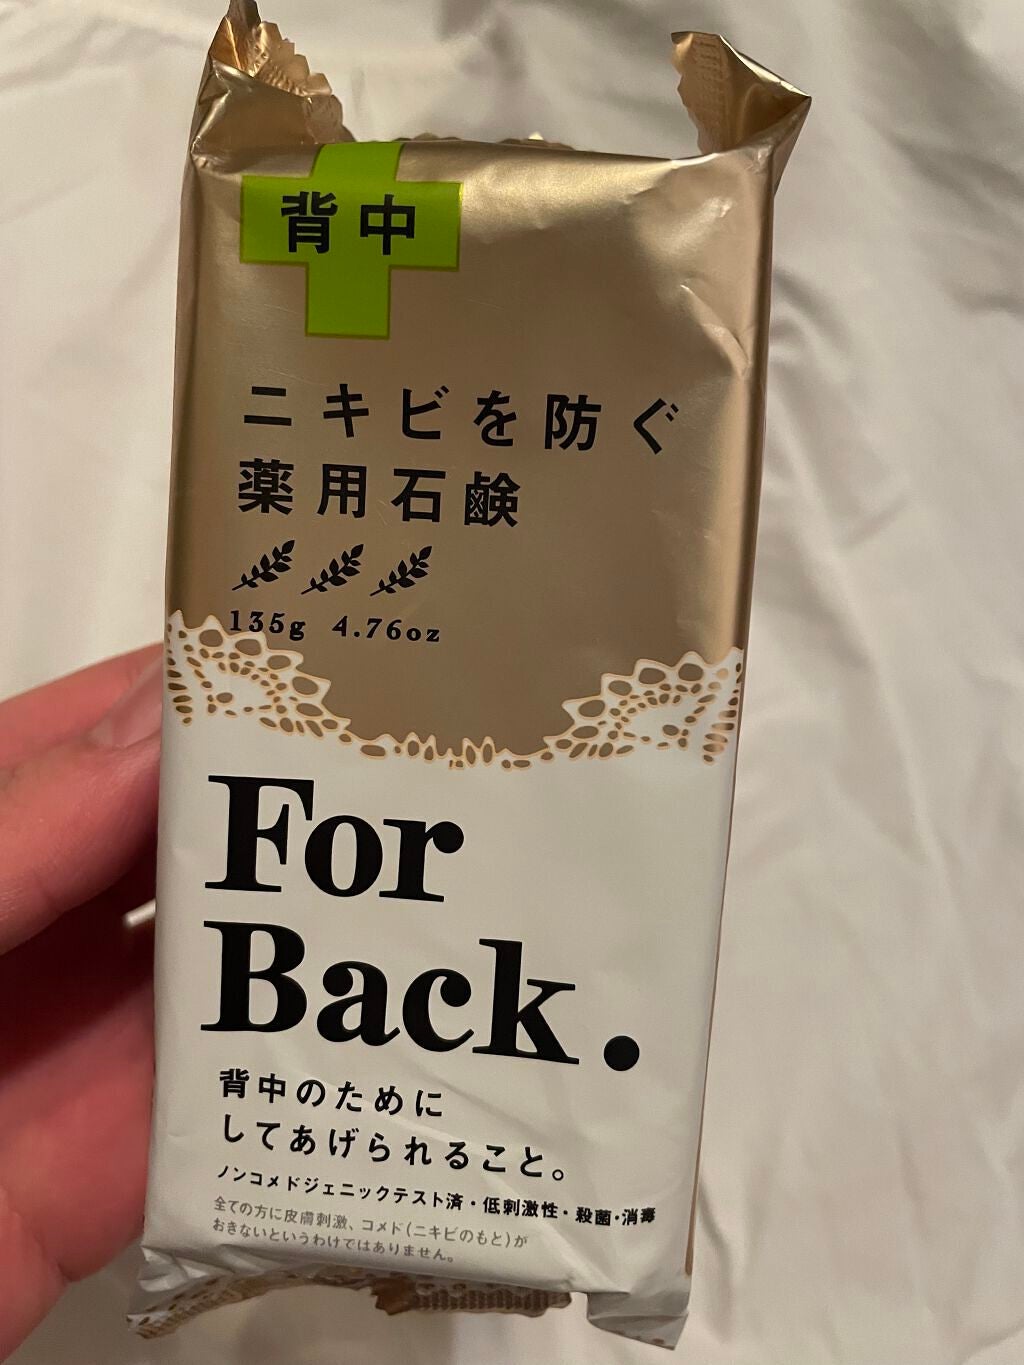 背中
ニキビを防ぐ
薬用石鹸
135g 4.76oz
For
Back.
背中のために
してあげられること。
ノンコメドジェニックテスト済・低刺激性・殺菌・消毒
全ての方に皮膚刺激、コメド(ニキビのもと)が
おきないというわけではありません。